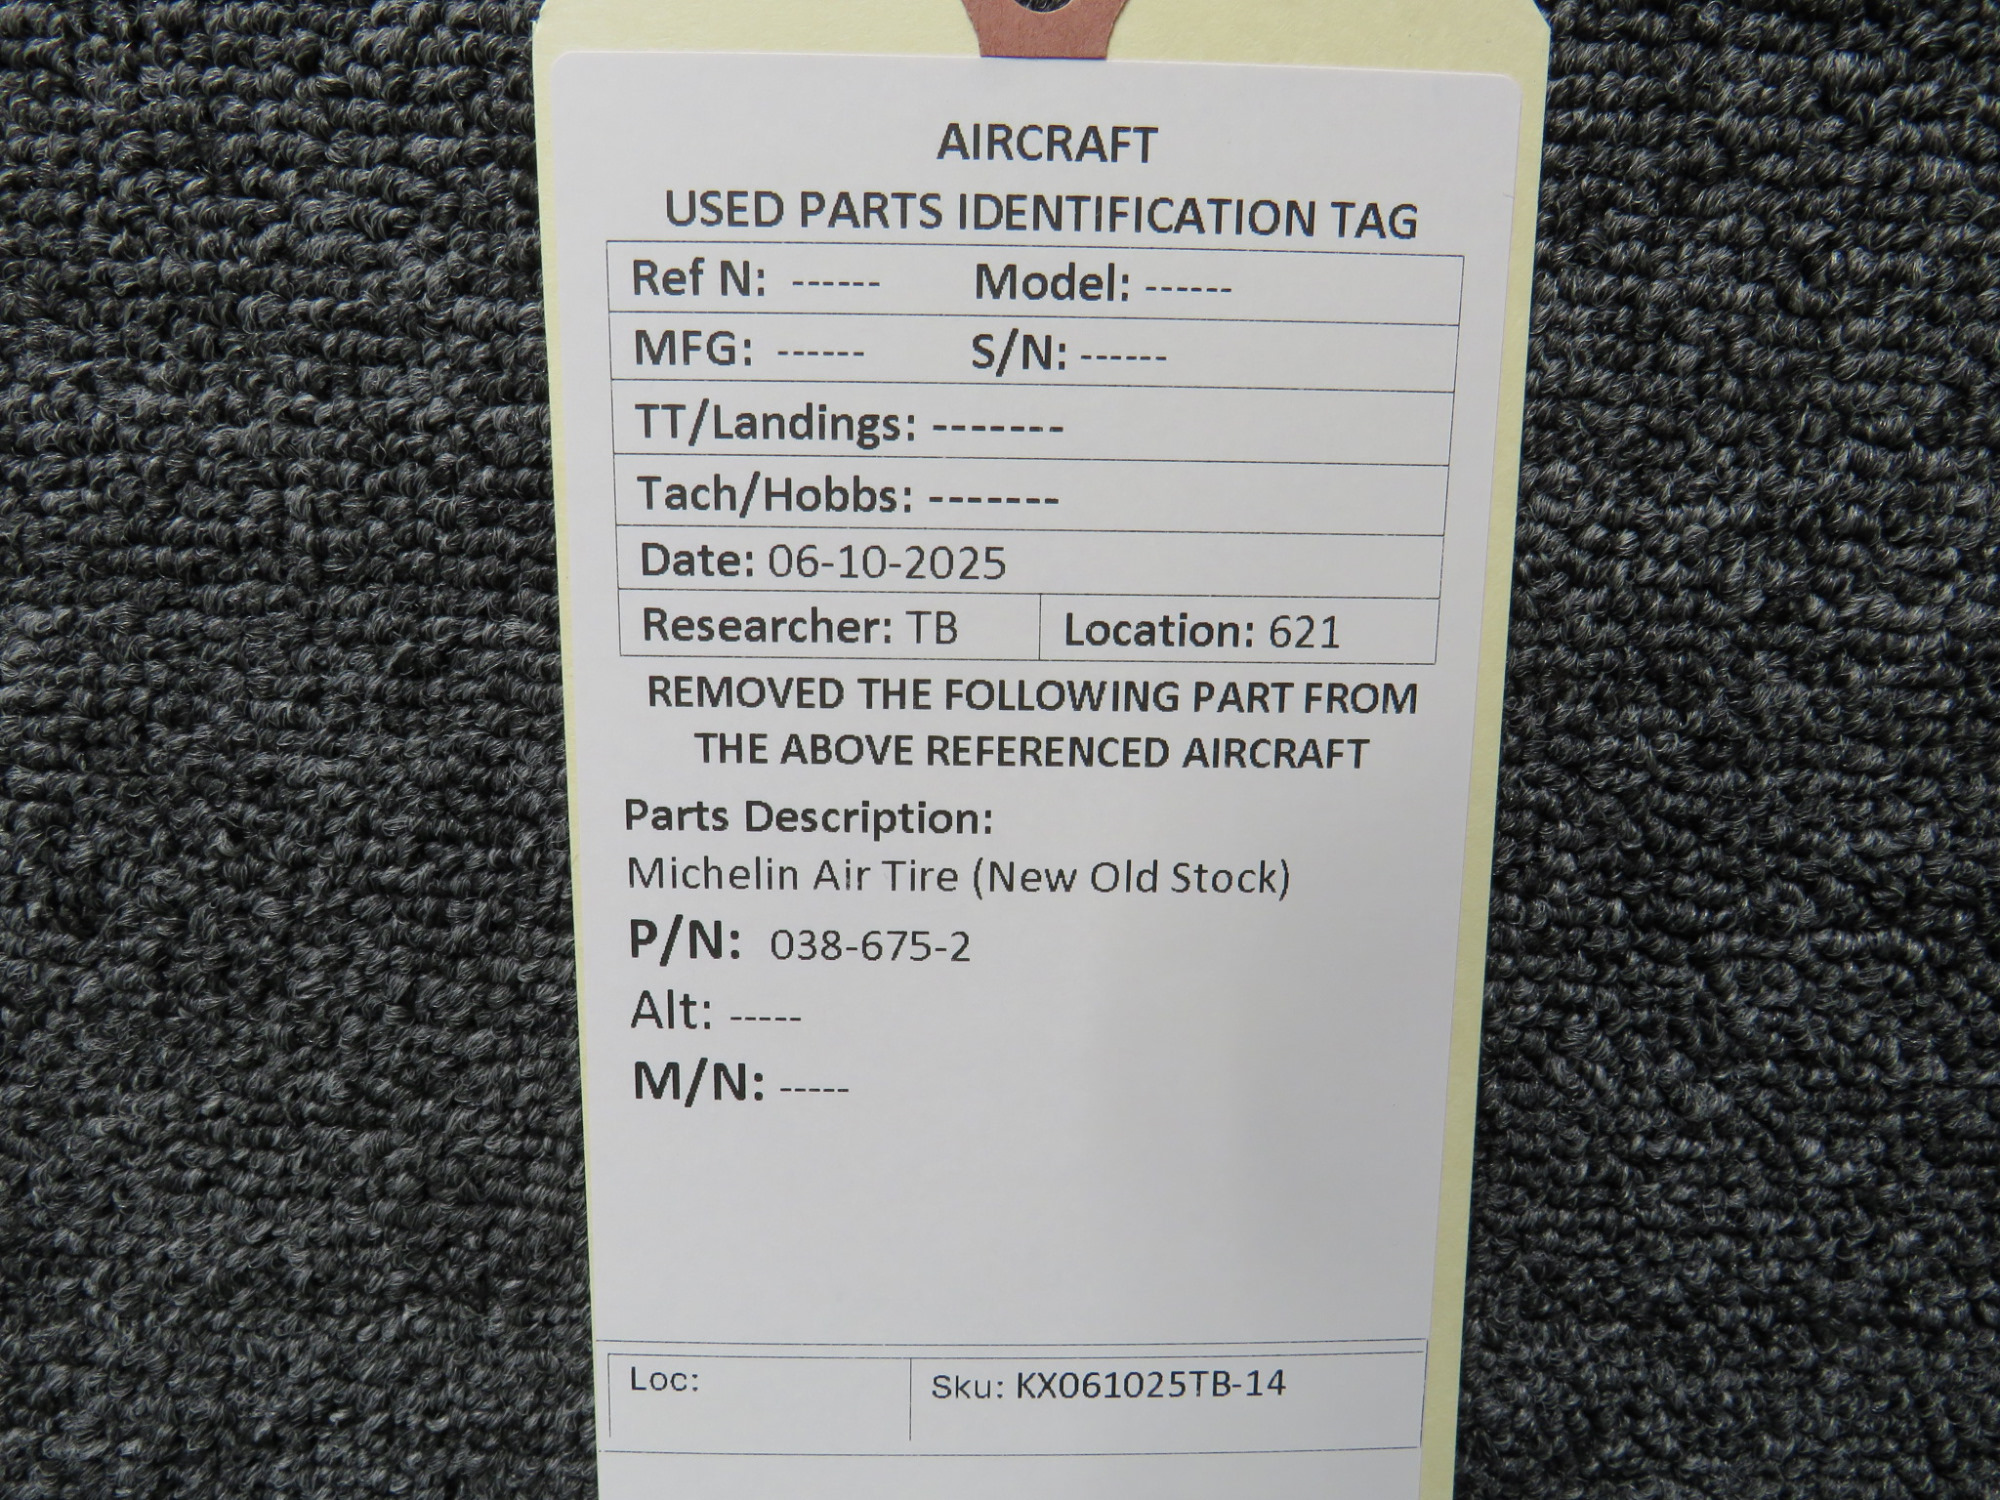 AIRCRAFT
USED PARTS IDENTIFICATION TAG
Ref N: ------ Model: ------
MFG: ------ S/N: ------
TT/Landings: -------
Tach/Hobbs: -------
Date: 06-10-2025
Researcher: TB Location: 621
REMOVED THE FOLLOWING PART FROM
THE ABOVE REFERENCED AIRCRAFT
Parts Description:
Michelin Air Tire (New Old Stock)
P/N: 038-675-2
Alt: -----
M/N: -----
Loc: Sku: KX061025TB-14